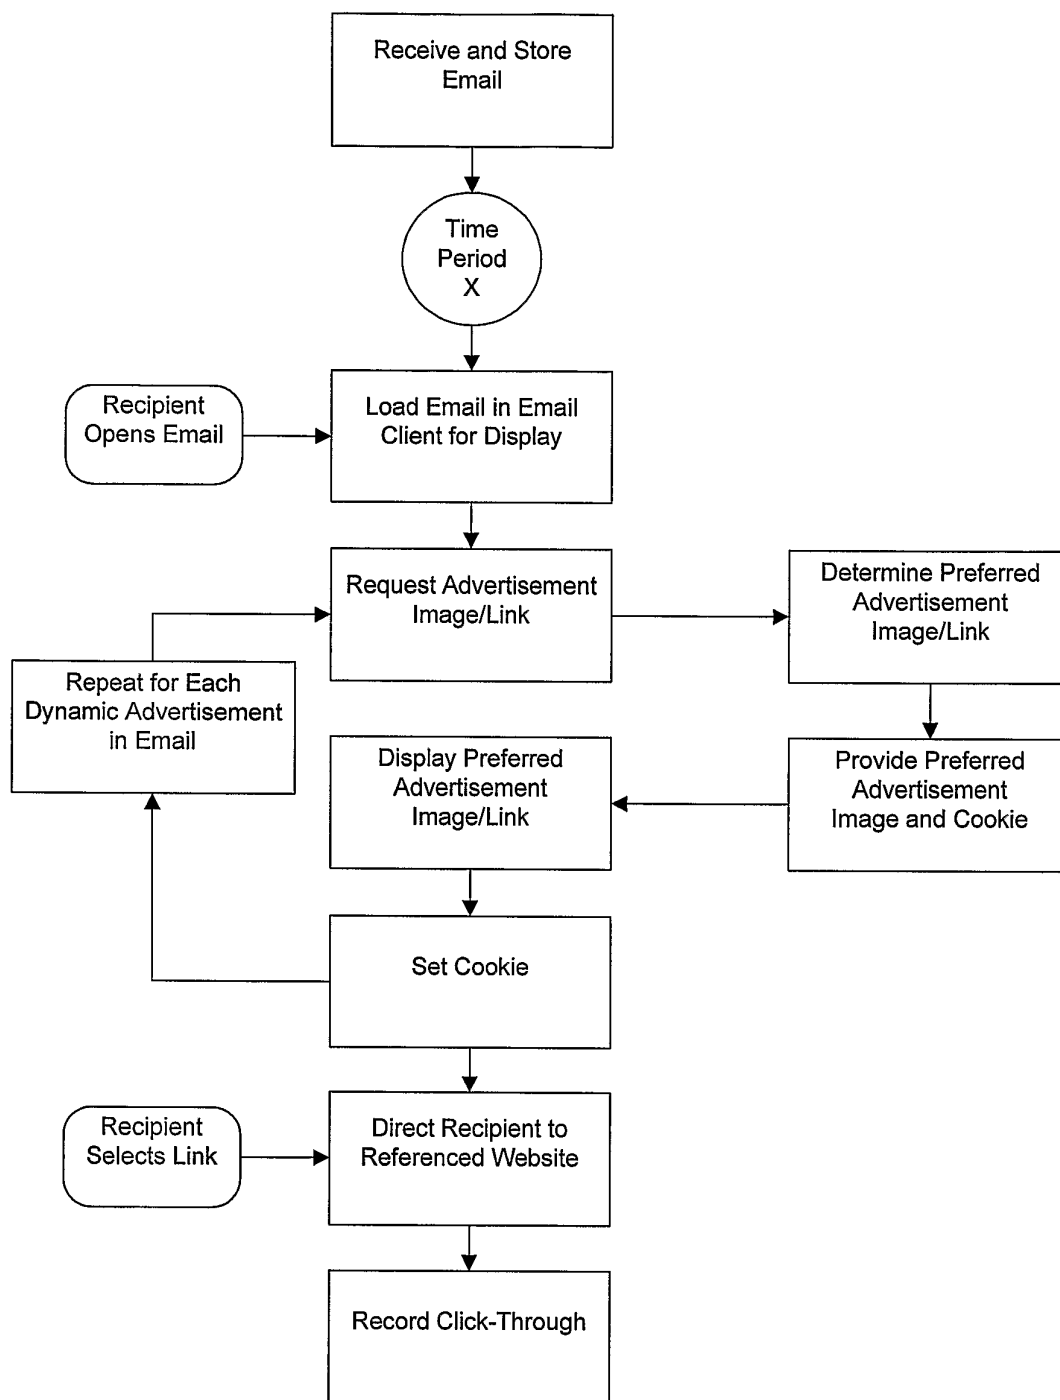 Receive and Store
Email
Time
Period
X
Recipient
Opens Email
Load Email in Email
Client for Display
Request Advertisement
Image/Link
Determine Preferred
Advertisement
Image/Link
Repeat for Each
Dynamic Advertisement
in Email
Display Preferred
Advertisement
Image/Link
Provide Preferred
Advertisement
Image and Cookie
Set Cookie
Recipient
Selects Link
Direct Recipient to
Referenced Website
Record Click-Through